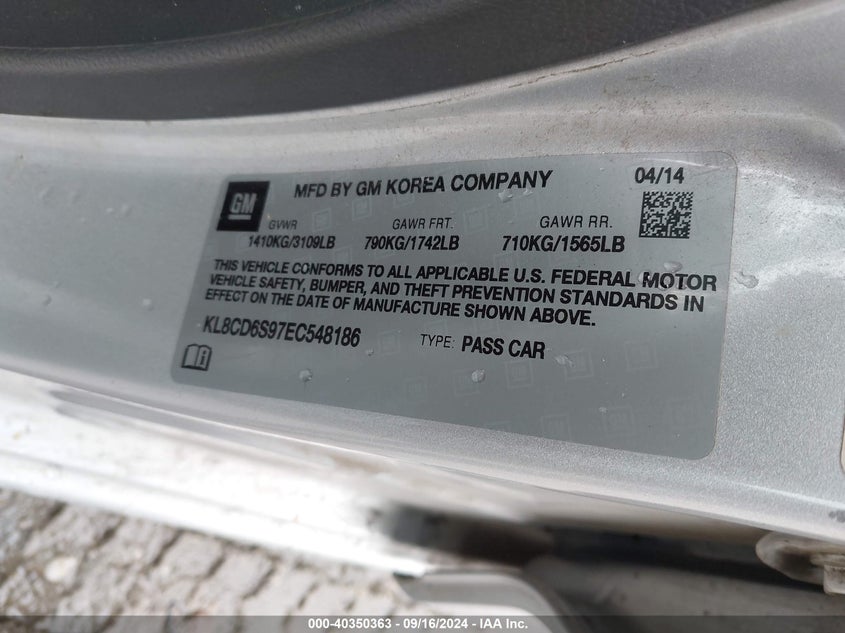 GM
MFD BY GM KOREA COMPANY
04/14
GVWR
GAWR FRT.
GAWR RR.
1410KG/3109LB
790KG/1742LB
710KG/1565LB
THIS VEHICLE CONFORMS TO ALL APPLICABLE U.S. FEDERAL MOTOR
VEHICLE SAFETY, BUMPER, AND THEFT PREVENTION STANDARDS IN
EFFECT ON THE DATE OF MANUFACTURE SHOWN ABOVE.
KL8CD6S97EC548186
TYPE: PASS CAR
000-40350363 - 09/16/2024 - IAA Inc.